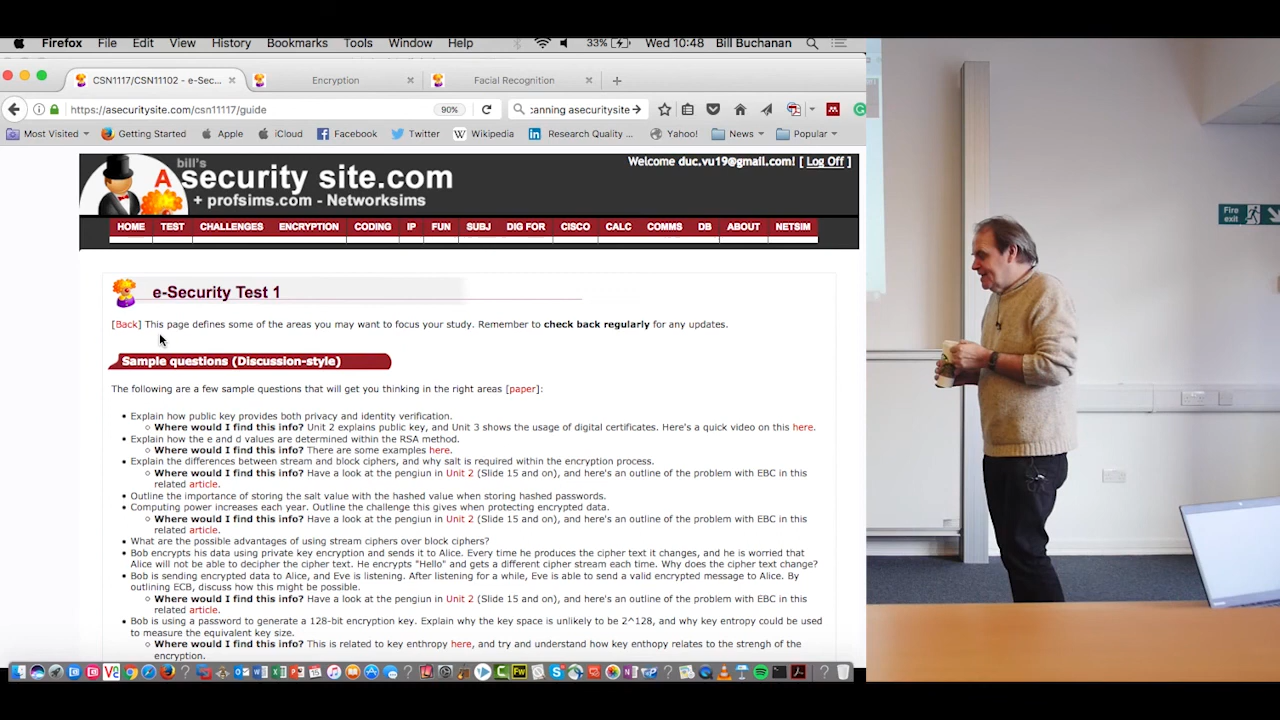 Firefox File Edit View History Bookmarks Tools Window Help 33% Wed 10:48 Bill Buchanan
CSN1117/CSN11102 - e-Sec... Encryption Facial Recognition
https://asecuritysite.com/csn11117/guide 90% :canning asecuritysite
Most Visited Getting Started Apple iCloud Facebook Twitter Wikipedia Research Quality ... Yahoo! News Popular
bill's
A security site.com
+ profsims.com - Networksims
Welcome duc.vu19@gmail.com! [ Log Off ]
HOME TEST CHALLENGES ENCRYPTION CODING IP FUN SUBJ DIG FOR CISCO CALC COMMS DB ABOUT NETSIM
e-Security Test 1
[Back] This page defines some of the areas you may want to focus your study. Remember to check back regularly for any updates.
Sample questions (Discussion-style)
The following are a few sample questions that will get you thinking in the right areas [paper]:
• Explain how public key provides both privacy and identity verification.
Where would I find this info? Unit 2 explains public key, and Unit 3 shows the usage of digital certificates. Here's a quick video on this here.
• Explain how the e and d values are determined within the RSA method.
Where would I find this info? There are some examples here.
• Explain the differences between stream and block ciphers, and why salt is required within the encryption process.
Where would I find this info? Have a look at the pengiun in Unit 2 (Slide 15 and on), and here's an outline of the problem with EBC in this
related article.
• Outline the importance of storing the salt value with the hashed value when storing hashed passwords.
• Computing power increases each year. Outline the challenge this gives when protecting encrypted data.
Where would I find this info? Have a look at the pengiun in Unit 2 (Slide 15 and on), and here's an outline of the problem with EBC in this
related article.
• What are the possible advantages of using stream ciphers over block ciphers?
• Bob encrypts his data using private key encryption and sends it to Alice. Every time he produces the cipher text it changes, and he is worried that
Alice will not be able to decipher the cipher text. He encrypts "Hello" and gets a different cipher stream each time. Why does the cipher text change?
• Bob is sending encrypted data to Alice, and Eve is listening. After listening for a while, Eve is able to send a valid encrypted message to Alice. By
outlining ECB, discuss how this might be possible.
Where would I find this info? Have a look at the pengiun in Unit 2 (Slide 15 and on), and here's an outline of the problem with EBC in this
related article.
• Bob is using a password to generate a 128-bit encryption key. Explain why the key space is unlikely to be 2^128, and why key entropy could be used
to measure the equivalent key size.
Where would I find this info? This is related to key enthropy here, and try and understand how key enthopy relates to the strengh of the
encryption.
Fire
exit